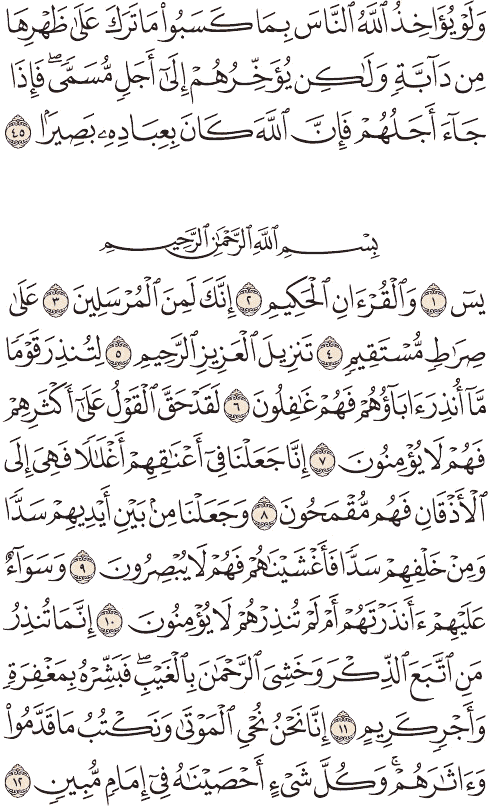 وَلَوْ يُؤَاخِذُ ٱللَّهُ ٱلنَّاسَ بِمَا كَسَبُوا۟ مَا تَرَكَ عَلَىٰ ظَهْرِهَا
مِن دَآبَّةٍ وَلَـٰكِن يُؤَخِّرُهُمْ إِلَىٰٓ أَجَلٍ مُّسَمًّى ۖ فَإِذَا
جَآءَ أَجَلُهُمْ فَإِنَّ ٱللَّهَ كَانَ بِعِبَادِهِۦ بَصِيرًۢا ٤٥
بِسْمِ ٱللَّهِ ٱلرَّحْمَـٰنِ ٱلرَّحِيمِ
يسٓ ١ وَٱلْقُرْءَانِ ٱلْحَكِيمِ ٢ إِنَّكَ لَمِنَ ٱلْمُرْسَلِينَ ٣ عَلَىٰ
صِرَٰطٍ مُّسْتَقِيمٍ ٤ تَنزِيلَ ٱلْعَزِيزِ ٱلرَّحِيمِ ٥ لِتُنذِرَ قَوْمًا
مَّآ أُنذِرَ ءَابَآؤُهُمْ فَهُمْ غَـٰفِلُونَ ٦ لَقَدْ حَقَّ ٱلْقَوْلُ عَلَىٰٓ أَكْثَرِهِمْ
فَهُمْ لَا يُؤْمِنُونَ ٧ إِنَّا جَعَلْنَا فِىٓ أَعْنَـٰقِهِمْ أَغْلَـٰلًا فَهِىَ إِلَى
ٱلْأَذْقَانِ فَهُم مُّقْمَحُونَ ٨ وَجَعَلْنَا مِنۢ بَيْنِ أَيْدِيهِمْ سَدًّا
وَمِنْ خَلْفِهِمْ سَدًّا فَأَغْشَيْنَـٰهُمْ فَهُمْ لَا يُبْصِرُونَ ٩ وَسَوَآءٌ
عَلَيْهِمْ ءَأَنذَرْتَهُمْ أَمْ لَمْ تُنذِرْهُمْ لَا يُؤْمِنُونَ ١٠ إِنَّمَا تُنذِرُ
مَنِ ٱتَّبَعَ ٱلذِّكْرَ وَخَشِىَ ٱلرَّحْمَـٰنَ بِٱلْغَيْبِ ۖ فَبَشِّرْهُ بِمَغْفِرَةٍ
وَأَجْرٍ كَرِيمٍ ١١ إِنَّا نَحْنُ نُحْىِ ٱلْمَوْتَىٰ وَنَكْتُبُ مَا قَدَّمُوا۟
وَءَاثَـٰرَهُمْ ۚ وَكُلَّ شَىْءٍ أَحْصَيْنَـٰهُ فِىٓ إِمَامٍ مُّبِينٍ ١٢